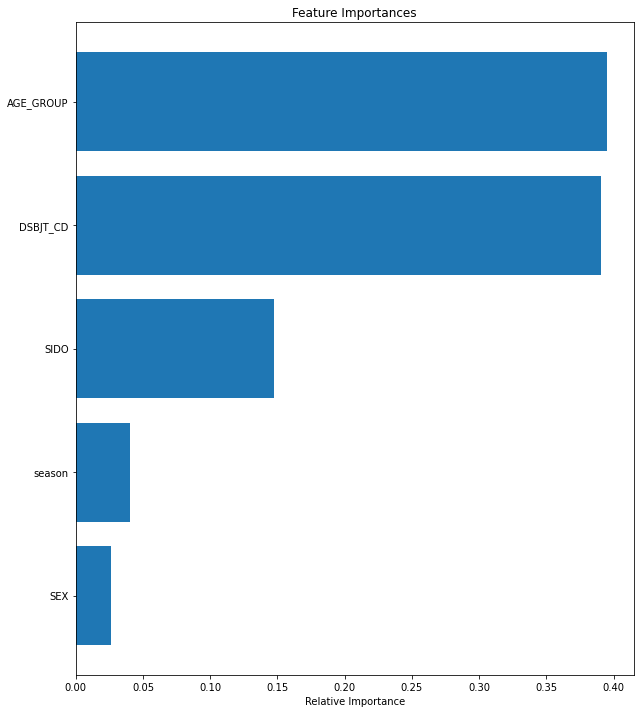 Feature Importances
AGE_GROUP
DSBJT_CD
SIDO
season
SEX
0.00 0.05 0.10 0.15 0.20 0.25 0.30 0.35 0.40
Relative Importance